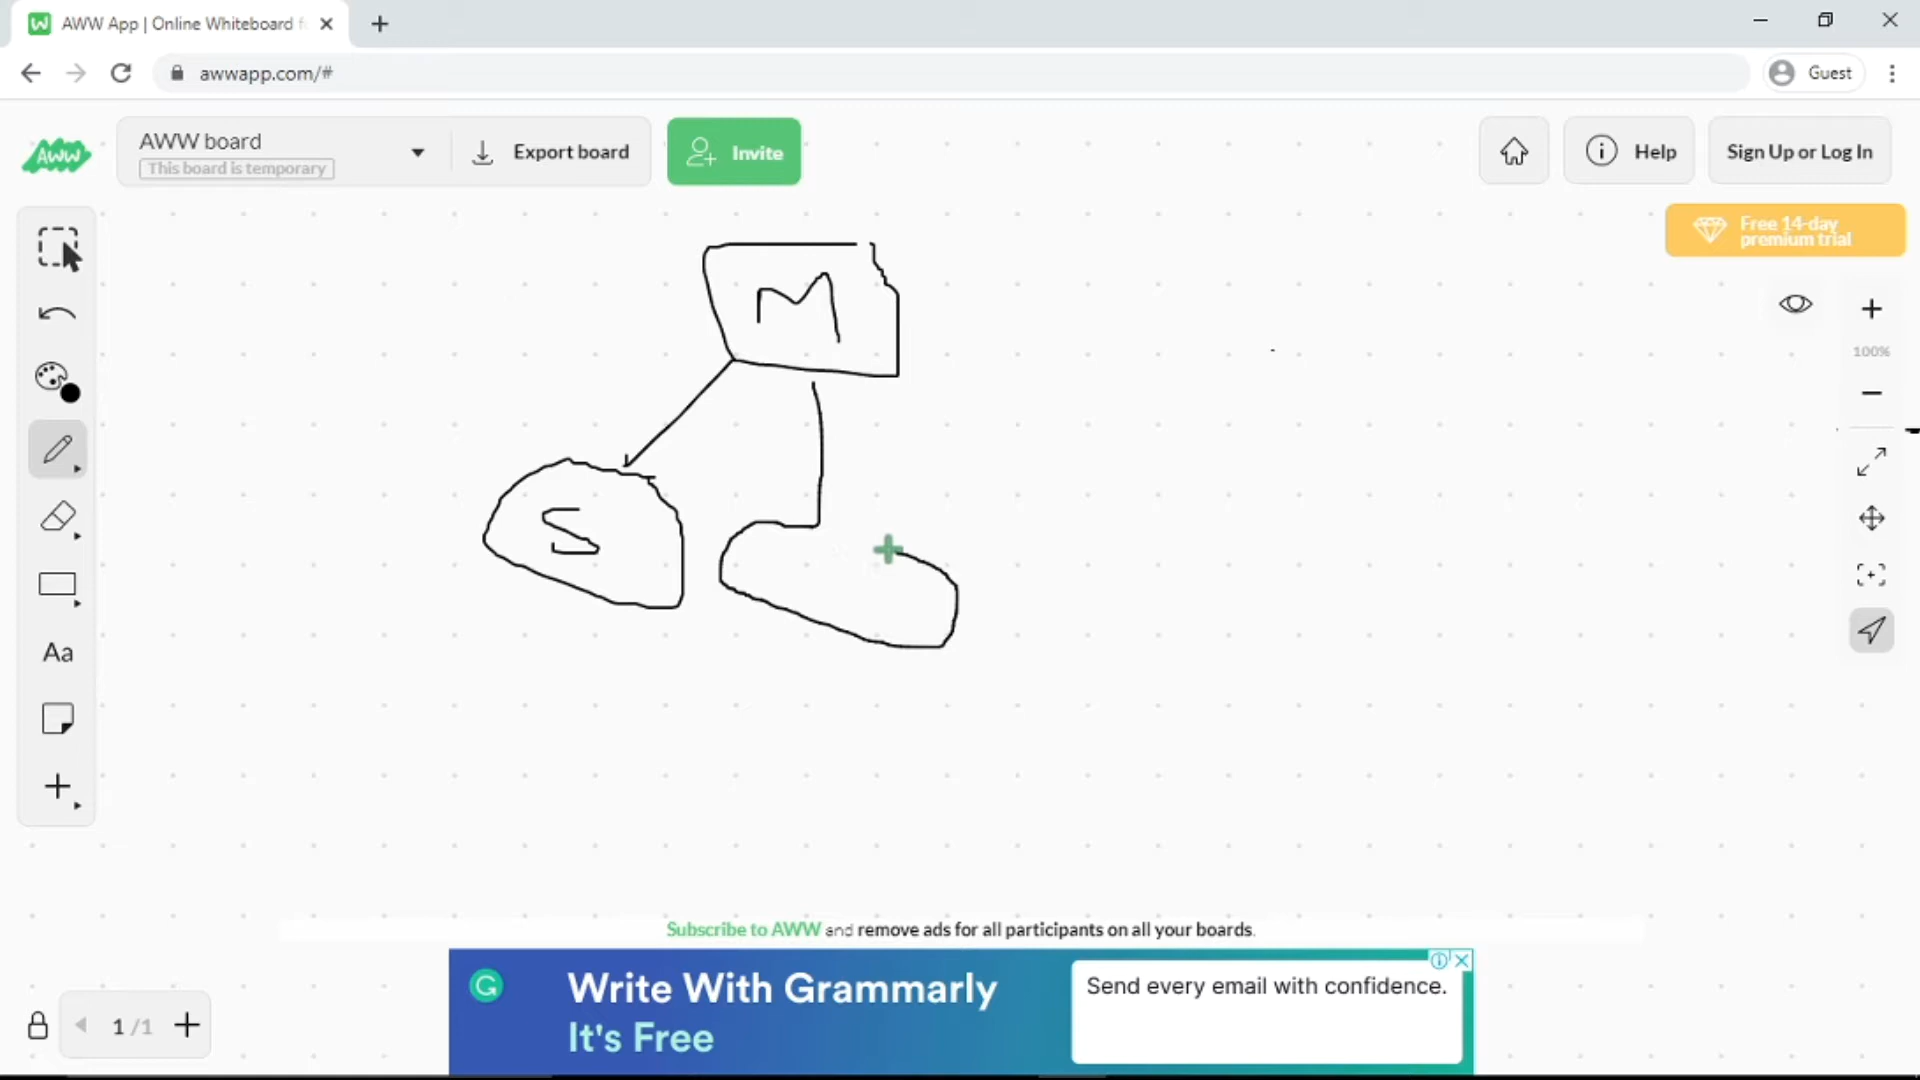 AWW App | Online Whiteboard f
awwapp.com/#
Guest
AWW
AWW board
This board is temporary
Export board
Invite
Help
Sign Up or Log In
Free 14-day
premium trial
100%
M
S
Aa
Subscribe to AWW and remove ads for all participants on all your boards.
G
Write With Grammarly
It's Free
Send every email with confidence.
1 /1